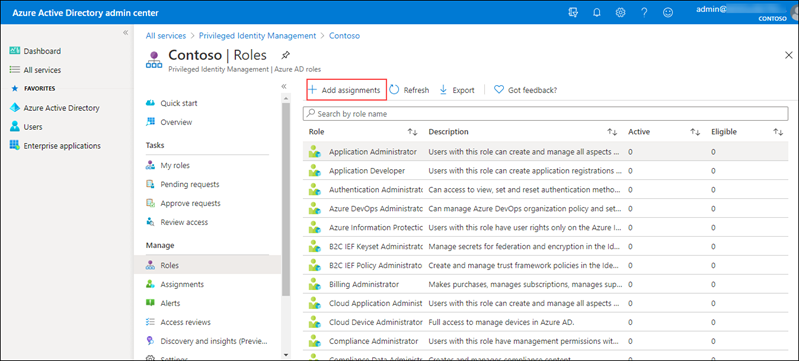 Azure Active Directory admin center
admin@
CONTOSO
Dashboard
All services
FAVORITES
Azure Active Directory
Users
Enterprise applications
All services > Privileged Identity Management > Contoso
Contoso | Roles
Privileged Identity Management | Azure AD roles
Quick start
Overview
Tasks
My roles
Pending requests
Approve requests
Review access
Manage
Roles
Assignments
Alerts
Access reviews
Discovery and insights (Previe...
Settings
+ Add assignments Refresh Export Got feedback?
Search by role name
Role Description Active Eligible
Application Administrator Users with this role can create and manage all aspects ... 0 0
Application Developer Users with this role can create application registrations ... 0 0
Authentication Administrato Can access to view, set and reset authentication metho... 0 0
Azure DevOps Administrato Can manage Azure DevOps organization policy and set... 0 0
Azure Information Protectic Users with this role have user rights only on the Azure I... 0 0
B2C IEF Keyset Administrato Manage secrets for federation and encryption in the Ide... 0 0
B2C IEF Policy Administrato Create and manage trust framework policies in the Ide... 0 0
Billing Administrator Makes purchases, manages subscriptions, manages sup... 0 0
Cloud Application Administ Users with this role can create and manage all aspects ... 0 0
Cloud Device Administrator Full access to manage devices in Azure AD. 0 0
Compliance Administrator Users with this role have management permissions wit... 0 0
Compliance Data Administ Creates and manages compliance content. 0 0